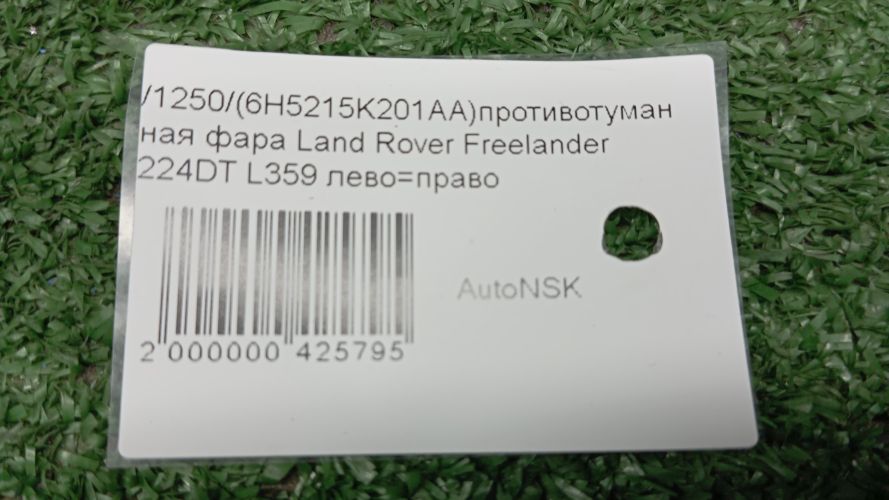 /1250/(6H5215K201AA)противотуман
ная фара Land Rover Freelander
224DT L359 лево=право
AutoNSK
2 000000 425795